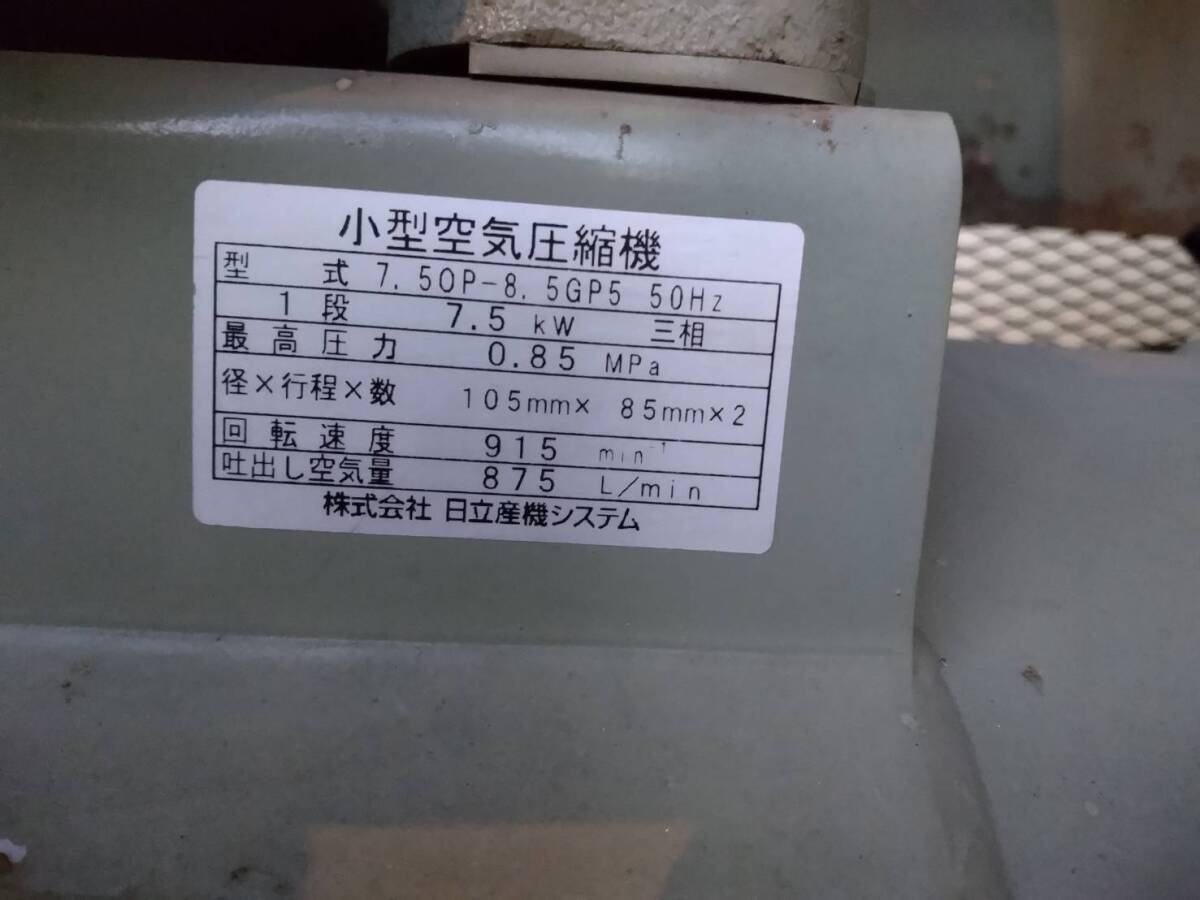 小型空気圧縮機
型 式 7.5OP-8.5GP5 50Hz
1段 7.5 kW 三相
最高圧力 0.85 MPa
径×行程×数 105mm× 85mm×2
回転速度 915 min⁻¹
吐出し空気量 875 L/min
株式会社 日立産機システム